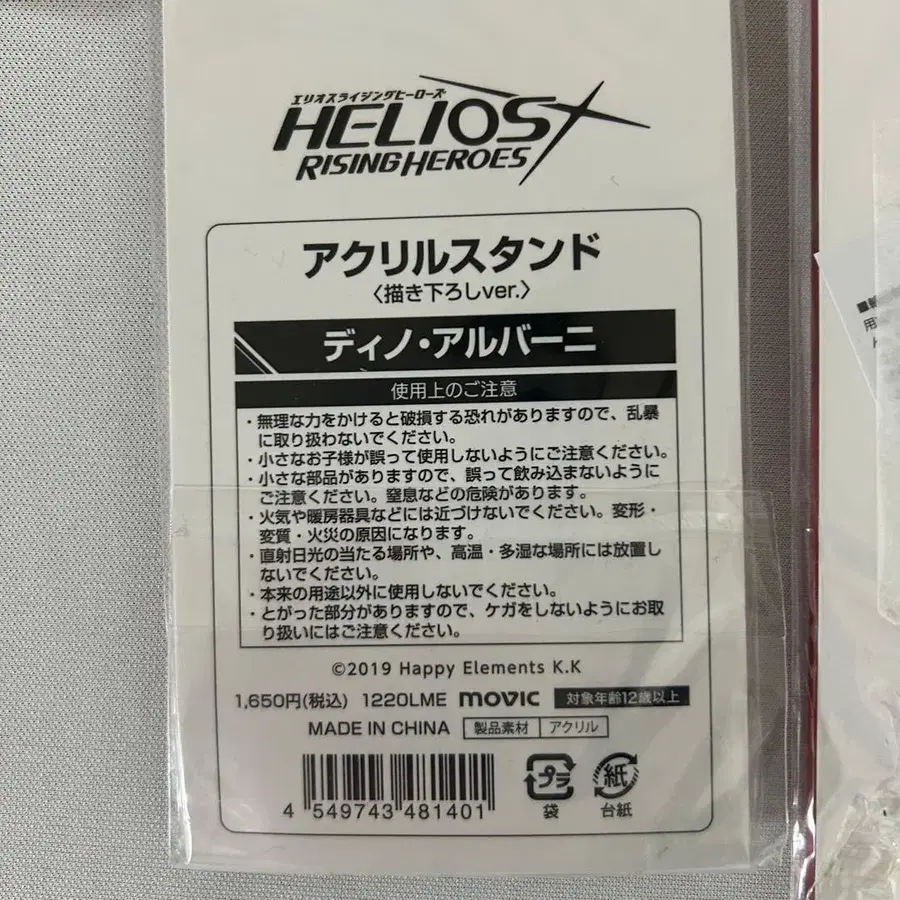 エリオスライジングヒーローズ
HELIOS
RISING HEROES
アクリルスタンド
〈描き下ろしver.〉
ディノ・アルバーニ
使用上のご注意
・無理な力をかけると破損する恐れがありますので、乱暴
に取り扱わないでください。
・小さなお子様が誤って使用しないようにご注意ください。
・小さな部品がありますので、誤って飲み込まないように
ご注意ください。窒息などの危険があります。
・火気や暖房器具などには近づけないでください。変形・
変質・火災の原因になります。
・直射日光の当たる場所や、高温・多湿な場所には放置し
ないでください。
・本来の用途以外に使用しないでください。
・とがった部分がありますので、ケガをしないようにお取
り扱いにはご注意ください。
©2019 Happy Elements K.K
1,650円(税込) 1220LME movic 対象年齢12歳以上
MADE IN CHINA 製品素材 アクリル
4 549743 481401
プラ 紙
袋 台紙